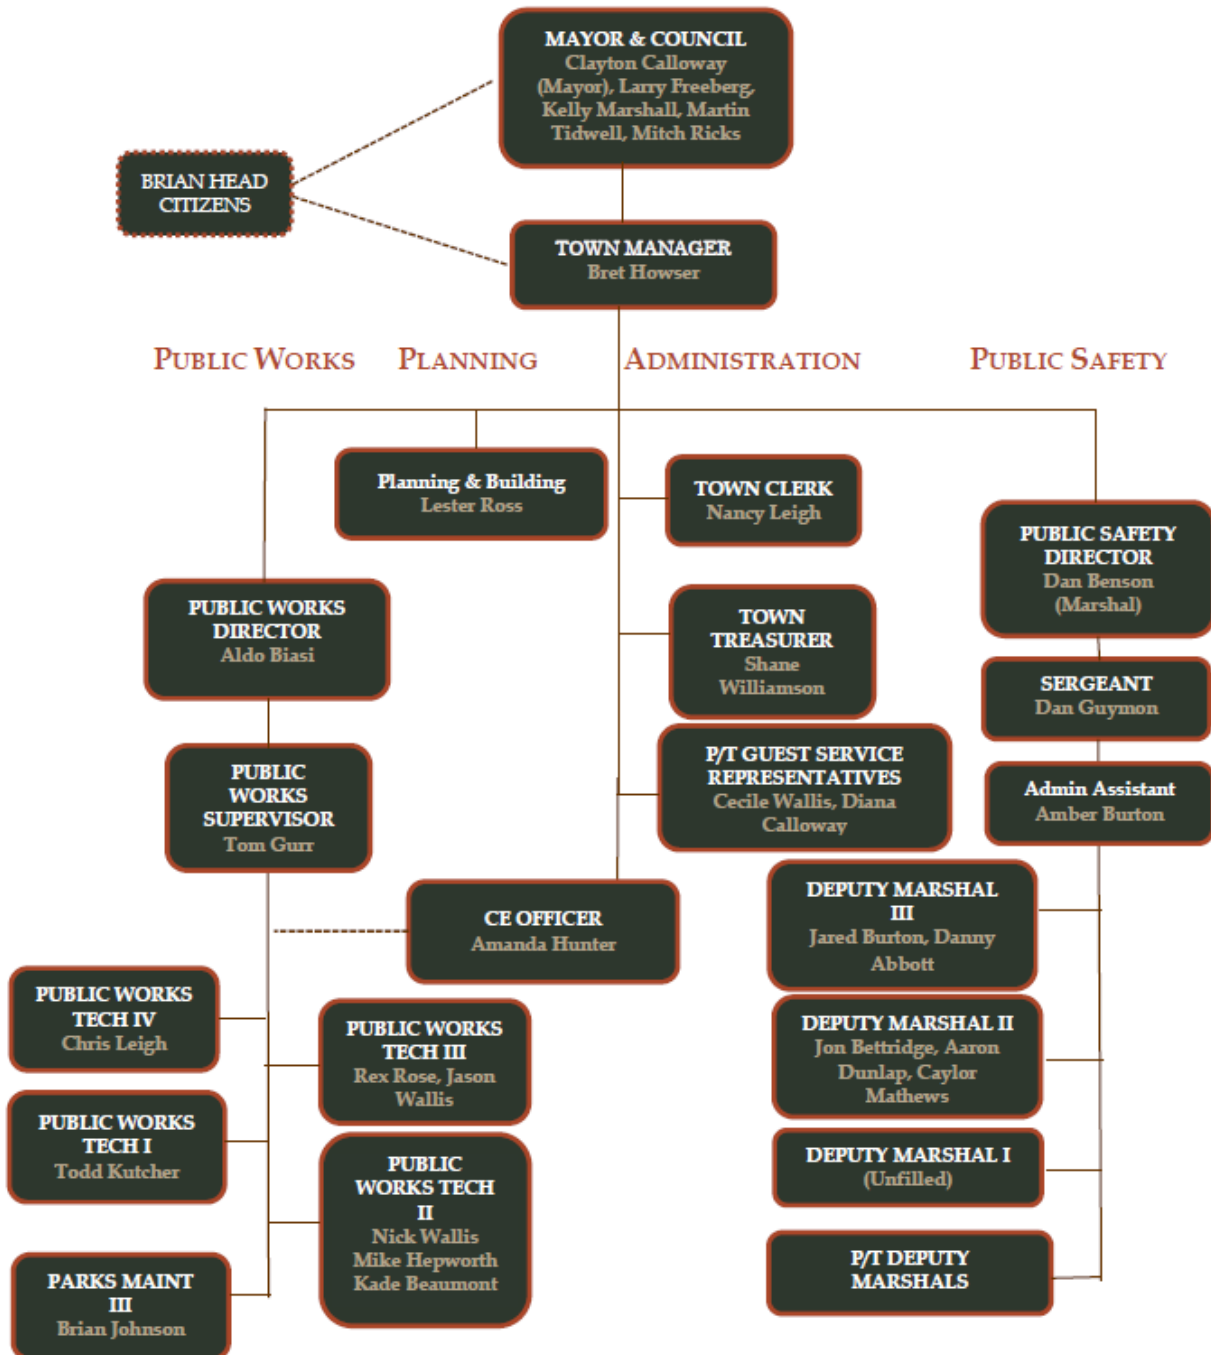 MAYOR & COUNCIL
Clayton Calloway
(Mayor), Larry Freeberg,
Kelly Marshall, Martin
Tidwell, Mitch Ricks
BRIAN HEAD
CITIZENS
TOWN MANAGER
Bret Howser
PUBLIC WORKS
PLANNING
ADMINISTRATION
PUBLIC SAFETY
Planning & Building
Lester Ross
TOWN CLERK
Nancy Leigh
PUBLIC SAFETY
DIRECTOR
Dan Benson
(Marshal)
PUBLIC WORKS
DIRECTOR
Aldo Biasi
TOWN
TREASURER
Shane
Williamson
SERGEANT
Dan Guymon
PUBLIC
WORKS
SUPERVISOR
Tom Gurr
P/T GUEST SERVICE
REPRESENTATIVES
Cecile Wallis, Diana
Calloway
Admin Assistant
Amber Burton
CE OFFICER
Amanda Hunter
DEPUTY MARSHAL
III
Jared Burton, Danny
Abbott
PUBLIC WORKS
TECH IV
Chris Leigh
PUBLIC WORKS
TECH III
Rex Rose, Jason
Wallis
DEPUTY MARSHAL II
Jon Bettridge, Aaron
Dunlap, Caylor
Mathews
PUBLIC WORKS
TECH I
Todd Kutcher
PUBLIC
WORKS TECH
II
Nick Wallis
Mike Hepworth
Kade Beaumont
DEPUTY MARSHAL I
(Unfilled)
PARKS MAINT
III
Brian Johnson
P/T DEPUTY
MARSHALS